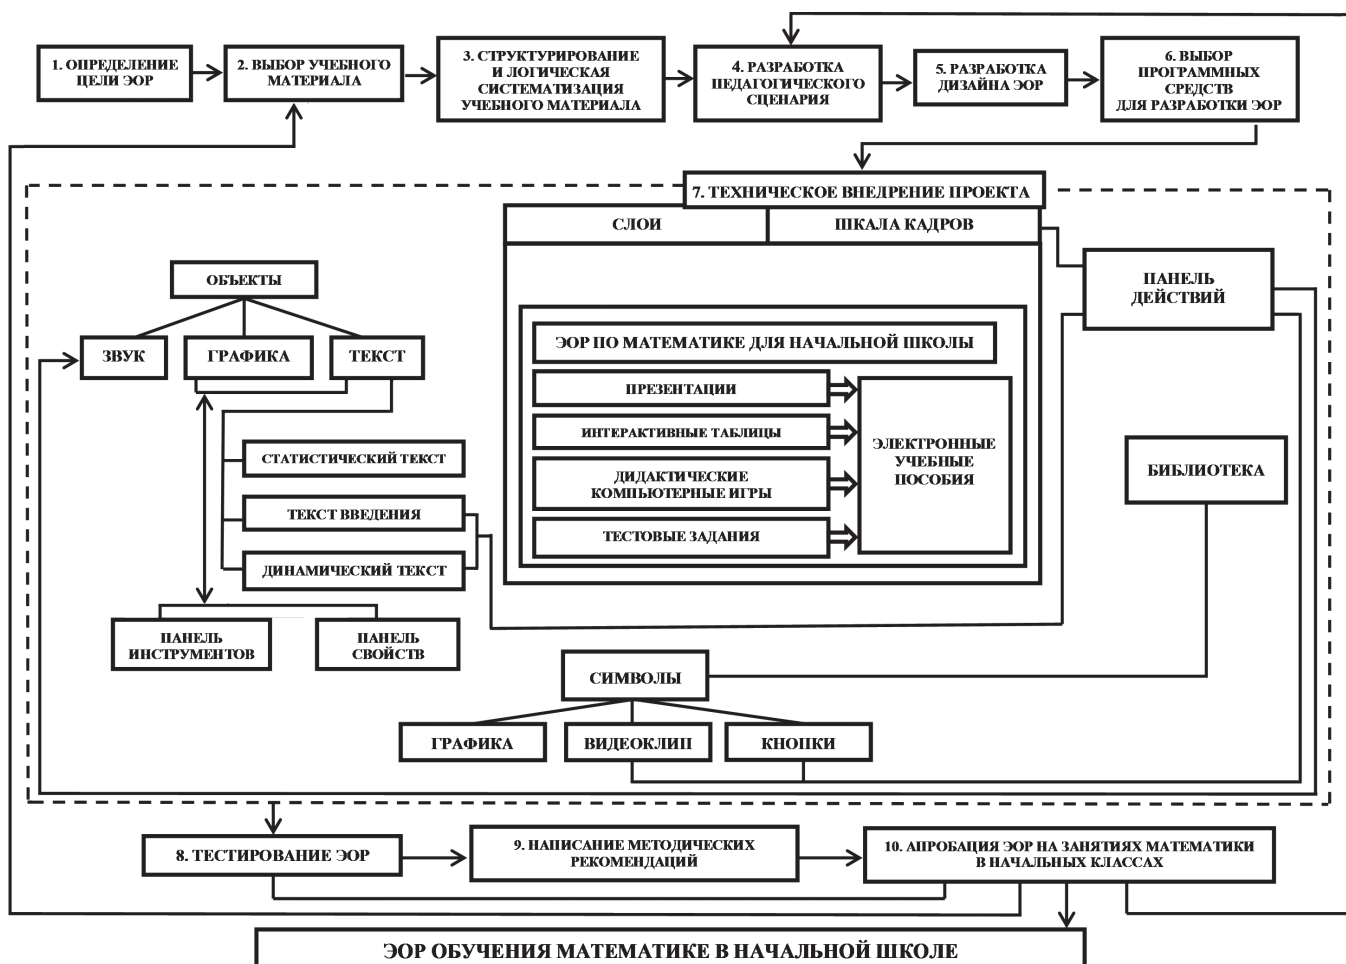 1. ОПРЕДЕЛЕНИЕ
ЦЕЛИ ЭОР
2. ВЫБОР УЧЕБНОГО
МАТЕРИАЛА
3. СТРУКТУРИРОВАНИЕ
И ЛОГИЧЕСКАЯ
СИСТЕМАТИЗАЦИЯ
УЧЕБНОГО МАТЕРИАЛА
4. РАЗРАБОТКА
ПЕДАГОГИЧЕСКОГО
СЦЕНАРИЯ
5. РАЗРАБОТКА
ДИЗАЙНА ЭОР
6. ВЫБОР
ПРОГРАММНЫХ
СРЕДСТВ
ДЛЯ РАЗРАБОТКИ ЭОР
7. ТЕХНИЧЕСКОЕ ВНЕДРЕНИЕ ПРОЕКТА
СЛОИ
ШКАЛА КАДРОВ
ПАНЕЛЬ
ДЕЙСТВИЙ
ОБЪЕКТЫ
ЗВУК
ГРАФИКА
ТЕКСТ
ЭОР ПО МАТЕМАТИКЕ ДЛЯ НАЧАЛЬНОЙ ШКОЛЫ
ПРЕЗЕНТАЦИИ
ИНТЕРАКТИВНЫЕ ТАБЛИЦЫ
ДИДАКТИЧЕСКИЕ
КОМПЬЮТЕРНЫЕ ИГРЫ
ТЕСТОВЫЕ ЗАДАНИЯ
ЭЛЕКТРОННЫЕ
УЧЕБНЫЕ
ПОСОБИЯ
БИБЛИОТЕКА
СТАТИСТИЧЕСКИЙ ТЕКСТ
ТЕКСТ ВВЕДЕНИЯ
ДИНАМИЧЕСКИЙ ТЕКСТ
ПАНЕЛЬ
ИНСТРУМЕНТОВ
ПАНЕЛЬ
СВОЙСТВ
СИМВОЛЫ
ГРАФИКА
ВИДЕОКЛИП
КНОПКИ
8. ТЕСТИРОВАНИЕ ЭОР
9. НАПИСАНИЕ МЕТОДИЧЕСКИХ
РЕКОМЕНДАЦИЙ
10. АПРОБАЦИЯ ЭОР НА ЗАНЯТИЯХ МАТЕМАТИКИ
В НАЧАЛЬНЫХ КЛАССАХ
ЭОР ОБУЧЕНИЯ МАТЕМАТИКЕ В НАЧАЛЬНОЙ ШКОЛЕ